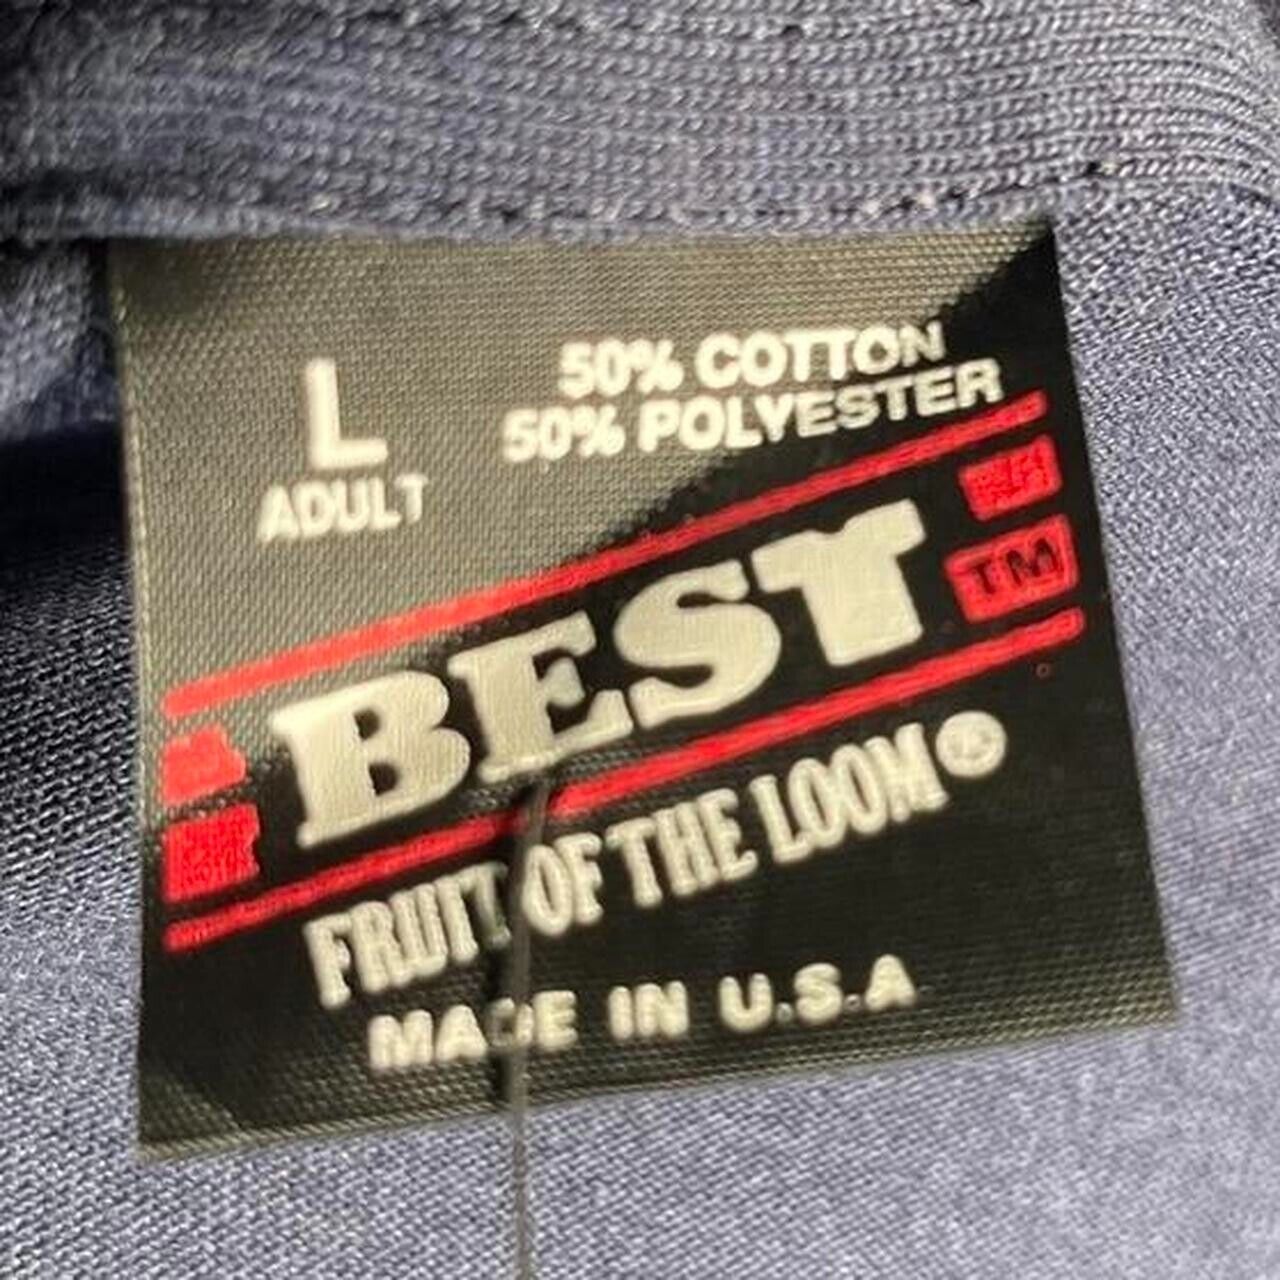 L
ADULT
50% COTTON
50% POLYESTER
BEST
TM
FRUIT OF THE LOOM®
MADE IN U.S.A